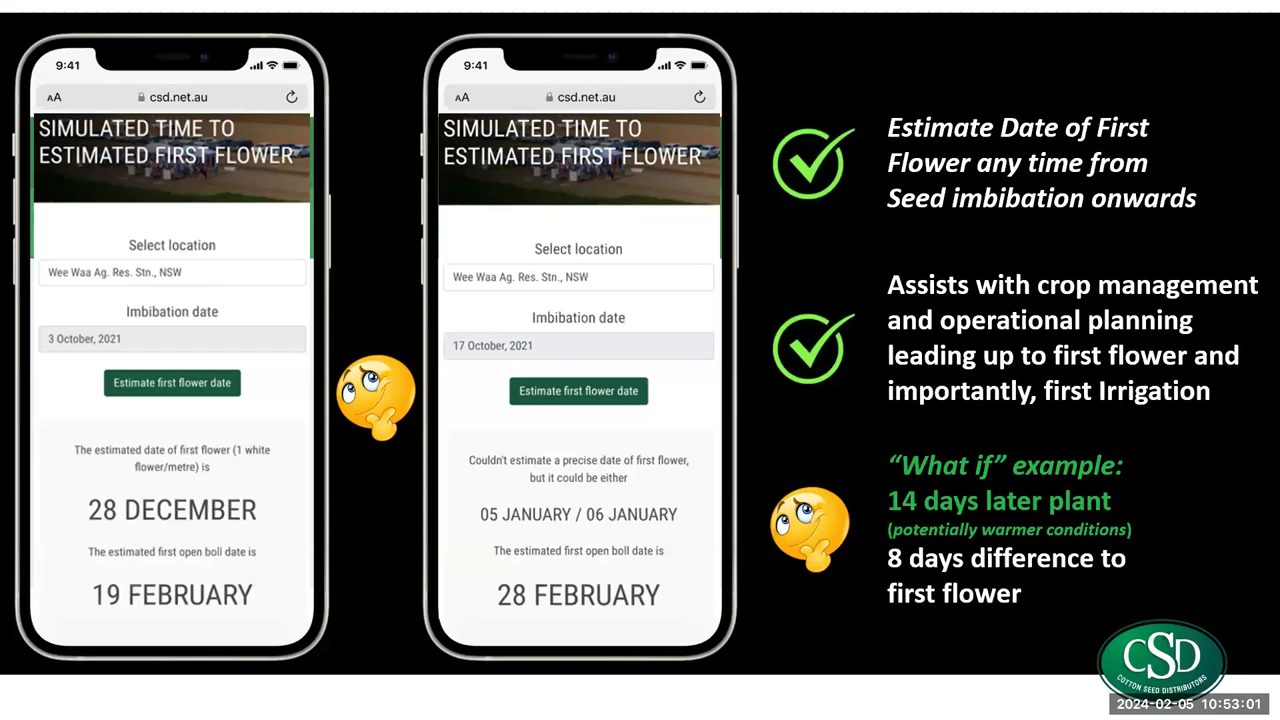 9:41
AA
csd.net.au
SIMULATED TIME TO
ESTIMATED FIRST FLOWER
Select location
Wee Waa Ag. Res. Stn., NSW
Imbibation date
3 October, 2021
Estimate first flower date
The estimated date of first flower (1 white
flower/metre) is
28 DECEMBER
The estimated first open boll date is
19 FEBRUARY
9:41
AA
csd.net.au
SIMULATED TIME TO
ESTIMATED FIRST FLOWER
Select location
Wee Waa Ag. Res. Stn., NSW
Imbibation date
17 October, 2021
Estimate first flower date
Couldn't estimate a precise date of first flower,
but it could be either
05 JANUARY / 06 JANUARY
The estimated first open boll date is
28 FEBRUARY
Estimate Date of First
Flower any time from
Seed imbibation onwards
Assists with crop management
and operational planning
leading up to first flower and
importantly, first Irrigation
“What if” example:
14 days later plant
(potentially warmer conditions)
8 days difference to
first flower
CSD
COTTON SEED DISTRIBUTORS
2024-02-05 10:53:01